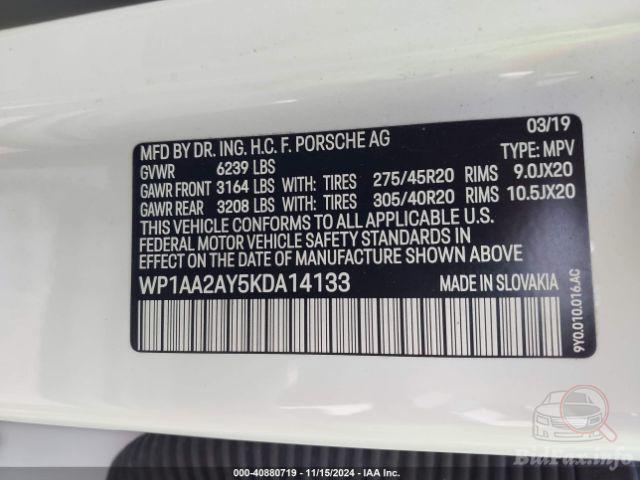 03/19
MFD BY DR. ING. H.C. F. PORSCHE AG
GVWR 6239 LBS TYPE: MPV
GAWR FRONT 3164 LBS WITH: TIRES 275/45R20 RIMS 9.0JX20
GAWR REAR 3208 LBS WITH: TIRES 305/40R20 RIMS 10.5JX20
THIS VEHICLE CONFORMS TO ALL APPLICABLE U.S.
FEDERAL MOTOR VEHICLE SAFETY STANDARDS IN
EFFECT ON THE DATE OF MANUFACTURE SHOWN ABOVE
WP1AA2AY5KDA14133 MADE IN SLOVAKIA
9Y0.010.016.AC
BidFax.info
000-40880719 - 11/15/2024 - IAA Inc.